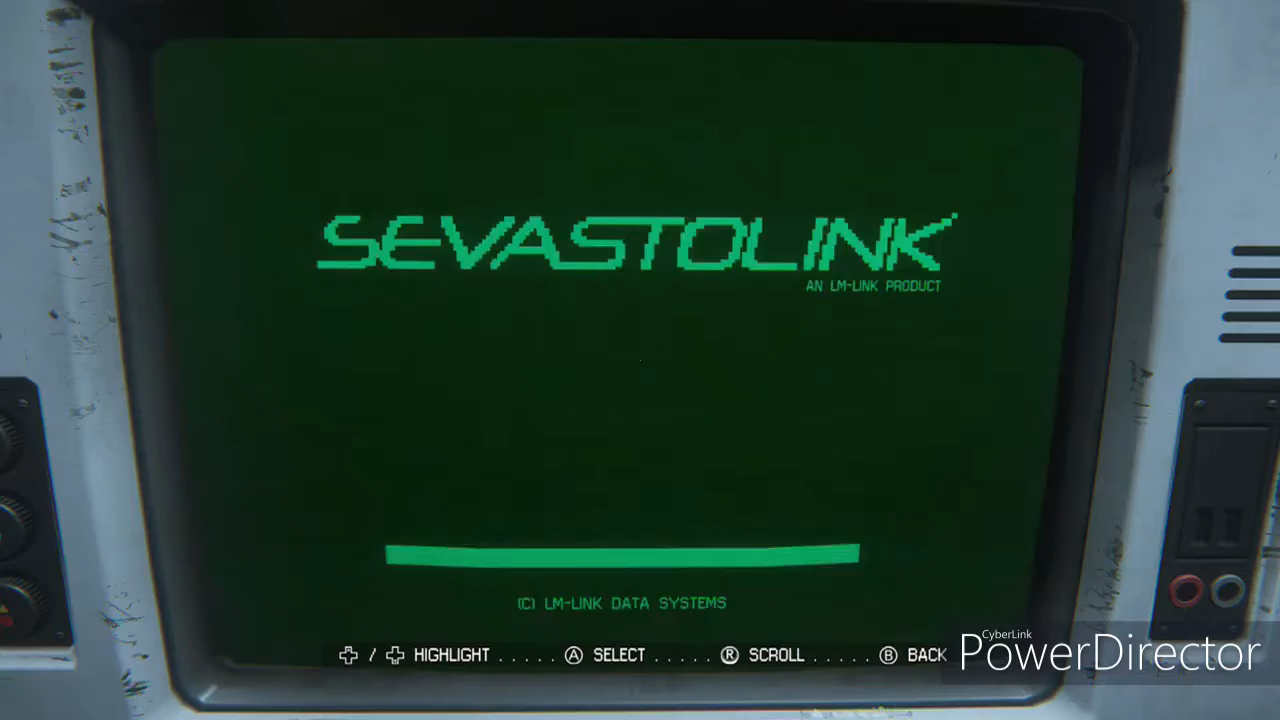 SEVASTOLINK
AN LM-LINK PRODUCT
(C) LM-LINK DATA SYSTEMS
/ HIGHLIGHT ..... Ⓐ SELECT ..... Ⓡ SCROLL ..... Ⓑ BACK
CyberLink
PowerDirector